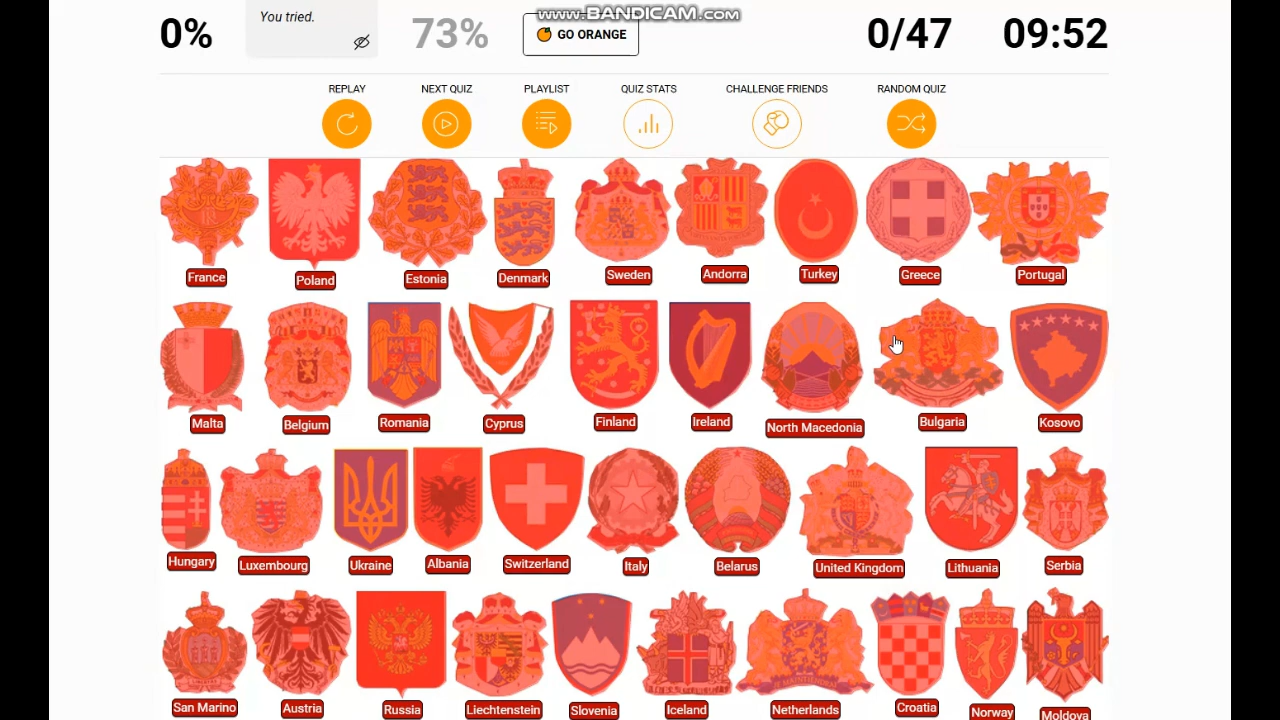 www.BANDICAM.com
0%
You tried.
73%
GO ORANGE
0/47
09:52
REPLAY
NEXT QUIZ
PLAYLIST
QUIZ STATS
CHALLENGE FRIENDS
RANDOM QUIZ
France
Poland
Estonia
Denmark
Sweden
Andorra
Turkey
Greece
Portugal
Malta
Belgium
Romania
Cyprus
Finland
Ireland
North Macedonia
Bulgaria
Kosovo
Hungary
Luxembourg
Ukraine
Albania
Switzerland
Italy
Belarus
United Kingdom
Lithuania
Serbia
San Marino
Austria
Russia
Liechtenstein
Slovenia
Iceland
JE MAINTIENDRAI
Netherlands
Croatia
Norway
Moldova